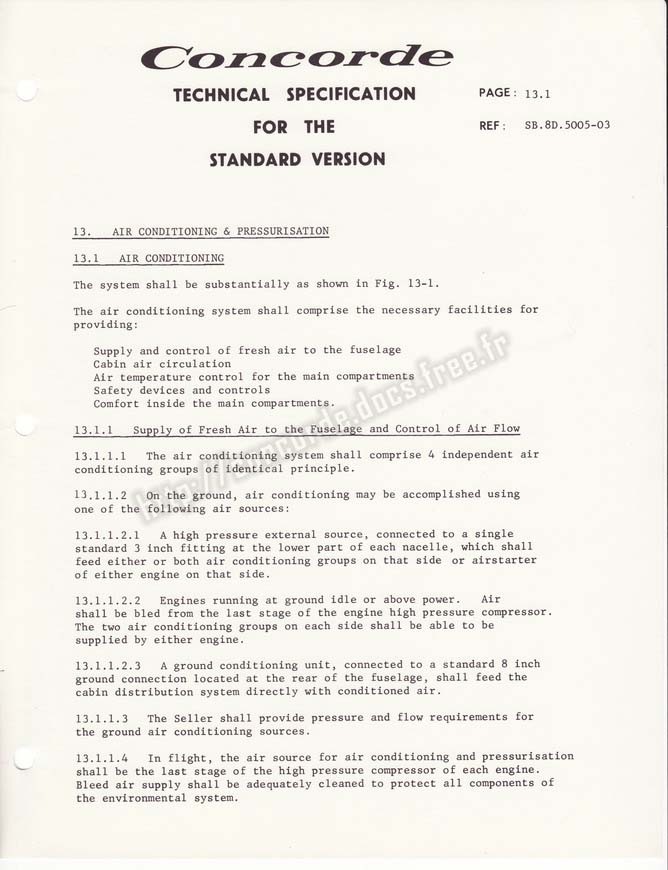 Concorde
TECHNICAL SPECIFICATION
FOR THE
STANDARD VERSION
PAGE: 13.1
REF: SB.8D.5005-03
13. AIR CONDITIONING & PRESSURISATION
13.1 AIR CONDITIONING
The system shall be substantially as shown in Fig. 13-1.
The air conditioning system shall comprise the necessary facilities for
providing:
Supply and control of fresh air to the fuselage
Cabin air circulation
Air temperature control for the main compartments
Safety devices and controls
Comfort inside the main compartments.
13.1.1 Supply of Fresh Air to the Fuselage and Control of Air Flow
13.1.1.1 The air conditioning system shall comprise 4 independent air
conditioning groups of identical principle.
13.1.1.2 On the ground, air conditioning may be accomplished using
one of the following air sources:
13.1.1.2.1 A high pressure external source, connected to a single
standard 3 inch fitting at the lower part of each nacelle, which shall
feed either or both air conditioning groups on that side or airstarter
of either engine on that side.
13.1.1.2.2 Engines running at ground idle or above power. Air
shall be bled from the last stage of the engine high pressure compressor.
The two air conditioning groups on each side shall be able to be
supplied by either engine.
13.1.1.2.3 A ground conditioning unit, connected to a standard 8 inch
ground connection located at the rear of the fuselage, shall feed the
cabin distribution system directly with conditioned air.
13.1.1.3 The Seller shall provide pressure and flow requirements for
the ground air conditioning sources.
13.1.1.4 In flight, the air source for air conditioning and pressurisation
shall be the last stage of the high pressure compressor of each engine.
Bleed air supply shall be adequately cleaned to protect all components of
the environmental system.
http://concorde.docs.free.fr